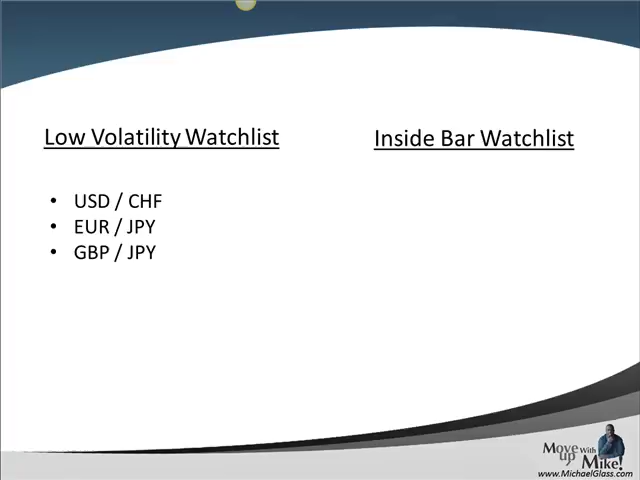 Low Volatility Watchlist
Inside Bar Watchlist
• USD / CHF
• EUR / JPY
• GBP / JPY
Move up With Mike!
www.MichaelGlass.com